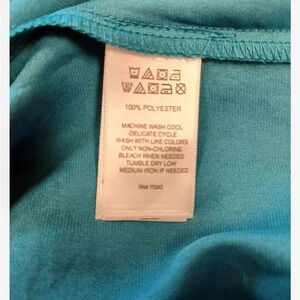 100% POLYESTER
MACHINE WASH COOL
DELICATE CYCLE
WASH WITH LIKE COLORS
ONLY NON-CHLORINE
BLEACH WHEN NEEDED
TUMBLE DRY LOW
MEDIUM IRON IF NEEDED
RN#